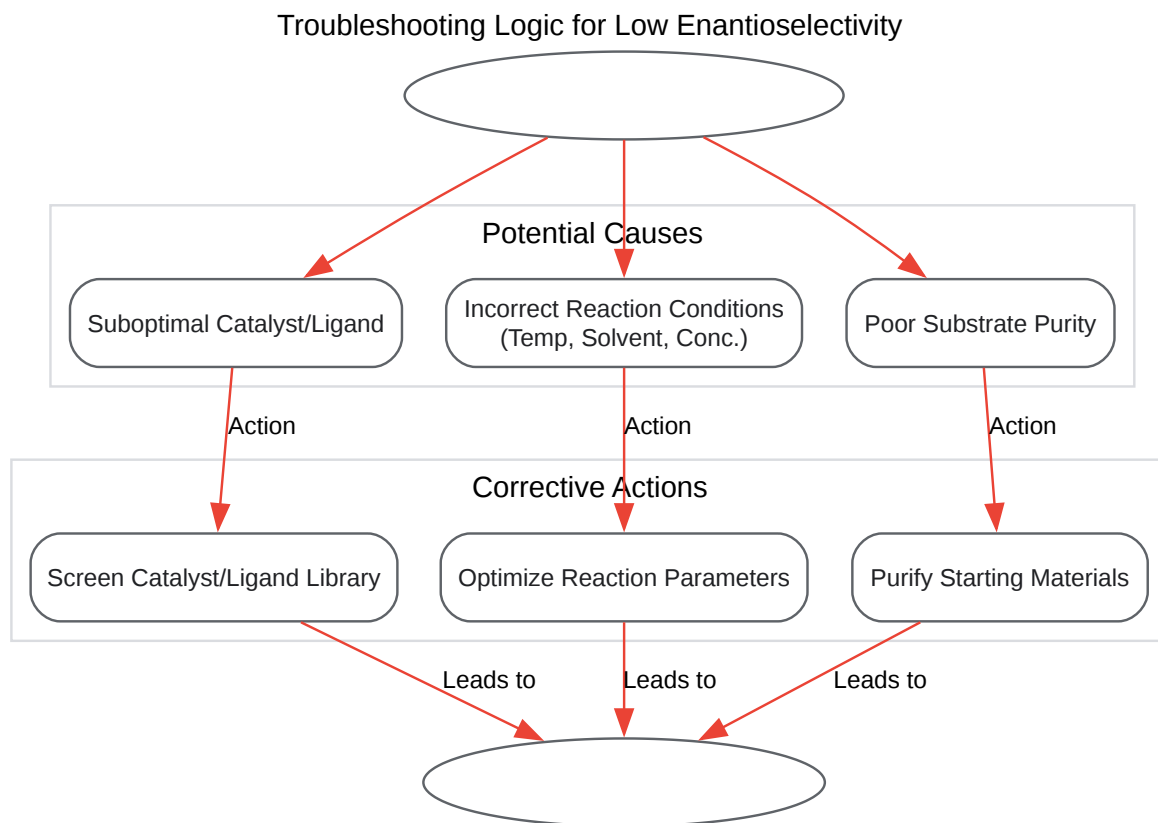 Troubleshooting Logic for Low Enantioselectivity
Potential Causes
Suboptimal Catalyst/Ligand
Incorrect Reaction Conditions
(Temp, Solvent, Conc.)
Poor Substrate Purity
Action
Action
Action
Corrective Actions
Screen Catalyst/Ligand Library
Optimize Reaction Parameters
Purify Starting Materials
Leads to
Leads to
Leads to